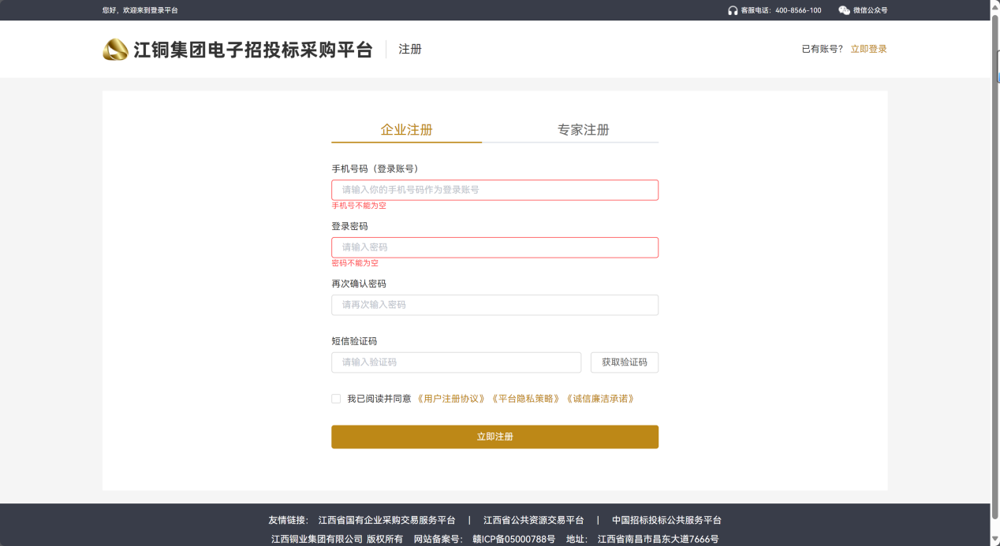 您好，欢迎来到登录平台
客服电话：400-8566-100 微信公众号
江铜集团电子招投标采购平台 注册
已有账号？ 立即登录
企业注册 专家注册
手机号码（登录账号）
请输入你的手机号码作为登录账号
手机号不能为空
登录密码
请输入密码
密码不能为空
再次确认密码
请再次输入密码
短信验证码
请输入验证码 获取验证码
我已阅读并同意 《用户注册协议》 《平台隐私策略》 《诚信廉洁承诺》
立即注册
友情链接： 江西省国有企业采购交易服务平台 | 江西省公共资源交易平台 | 中国招标投标公共服务平台
江西铜业集团有限公司 版权所有 网站备案号： 赣ICP备05000788号 地址： 江西省南昌市昌东大道7666号